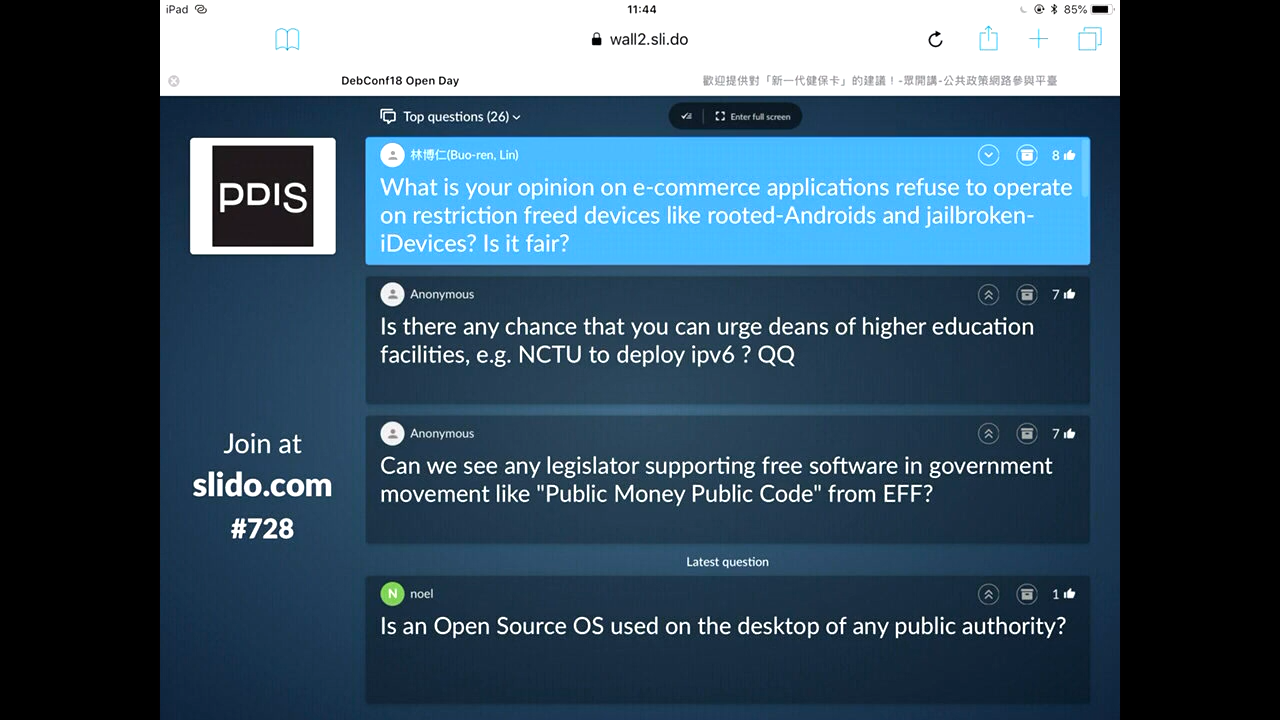 iPad
11:44
85%
wall2.sli.do
DebConf18 Open Day
歡迎提供對「新一代健保卡」的建議！-眾開講-公共政策網路參與平臺
Top questions (26)
Enter full screen
PDIS
林博仁(Buo-ren, Lin)
8
What is your opinion on e-commerce applications refuse to operate
on restriction freed devices like rooted-Androids and jailbroken-
iDevices? Is it fair?
Anonymous
7
Is there any chance that you can urge deans of higher education
facilities, e.g. NCTU to deploy ipv6 ? QQ
Anonymous
7
Can we see any legislator supporting free software in government
movement like "Public Money Public Code" from EFF?
Join at
slido.com
#728
Latest question
N
noel
1
Is an Open Source OS used on the desktop of any public authority?